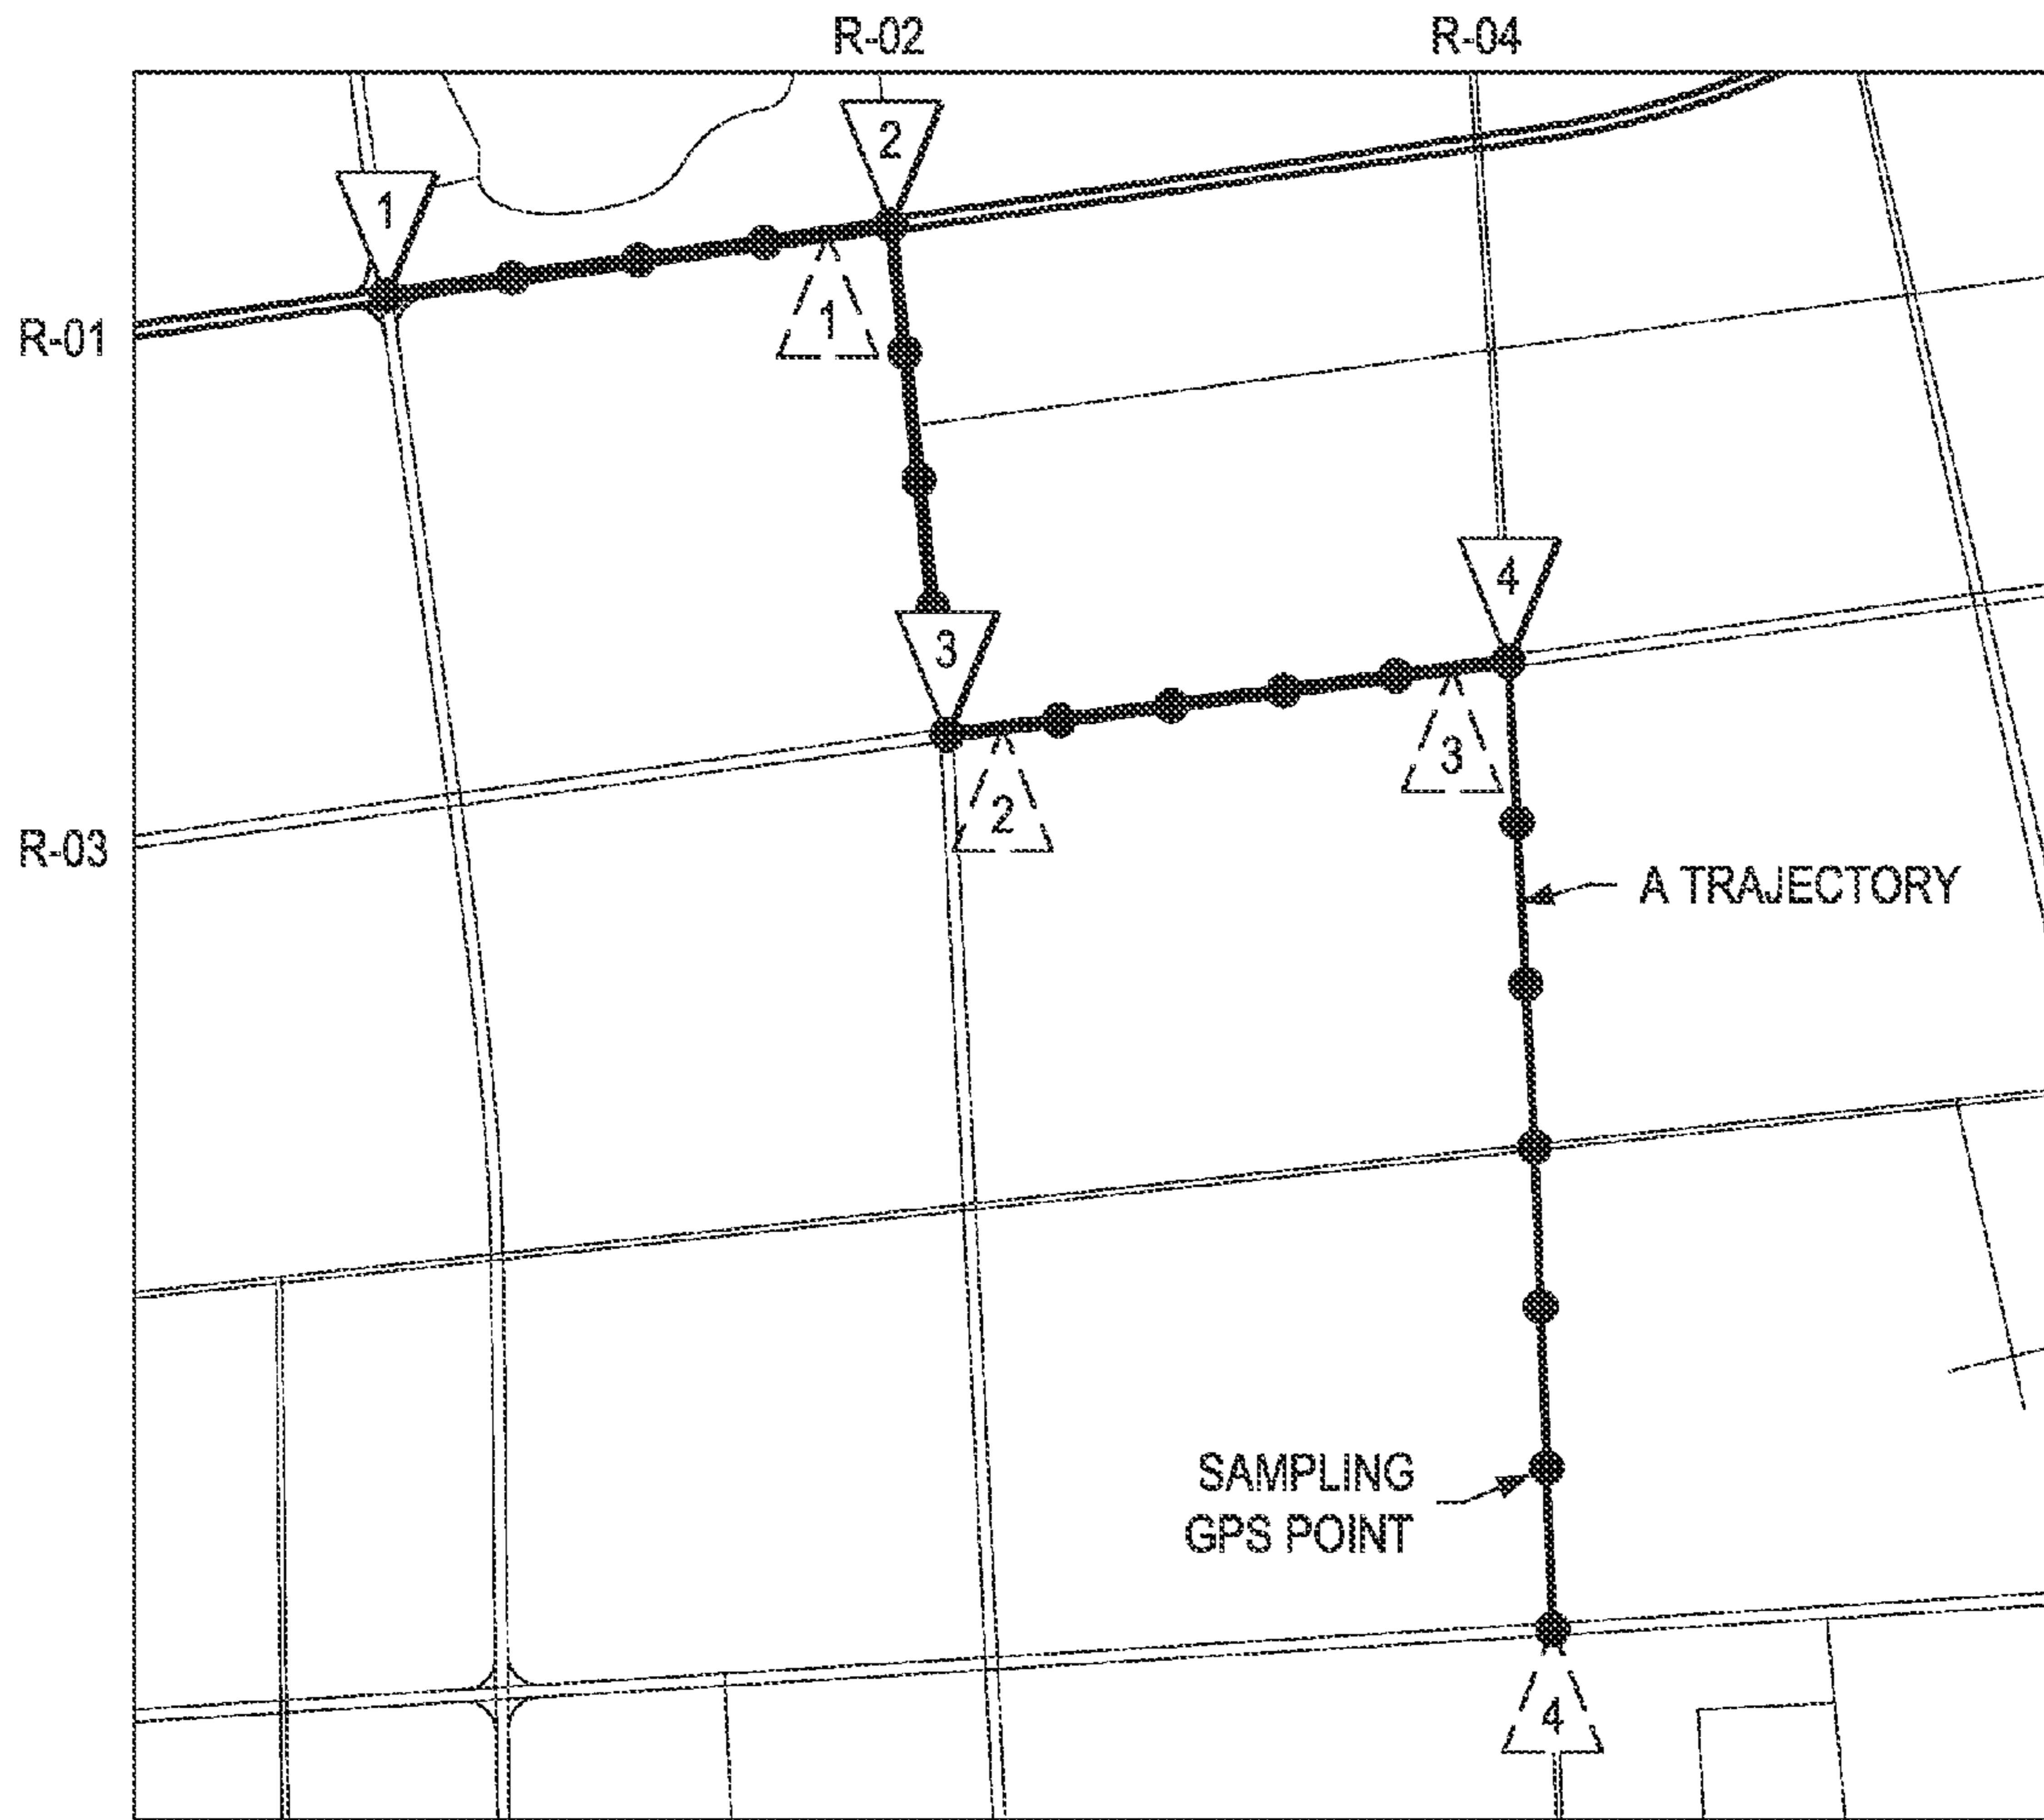 R-02
R-04
2
1
R-01
1
4
3
3
2
R-03
A TRAJECTORY
SAMPLING
GPS POINT
4